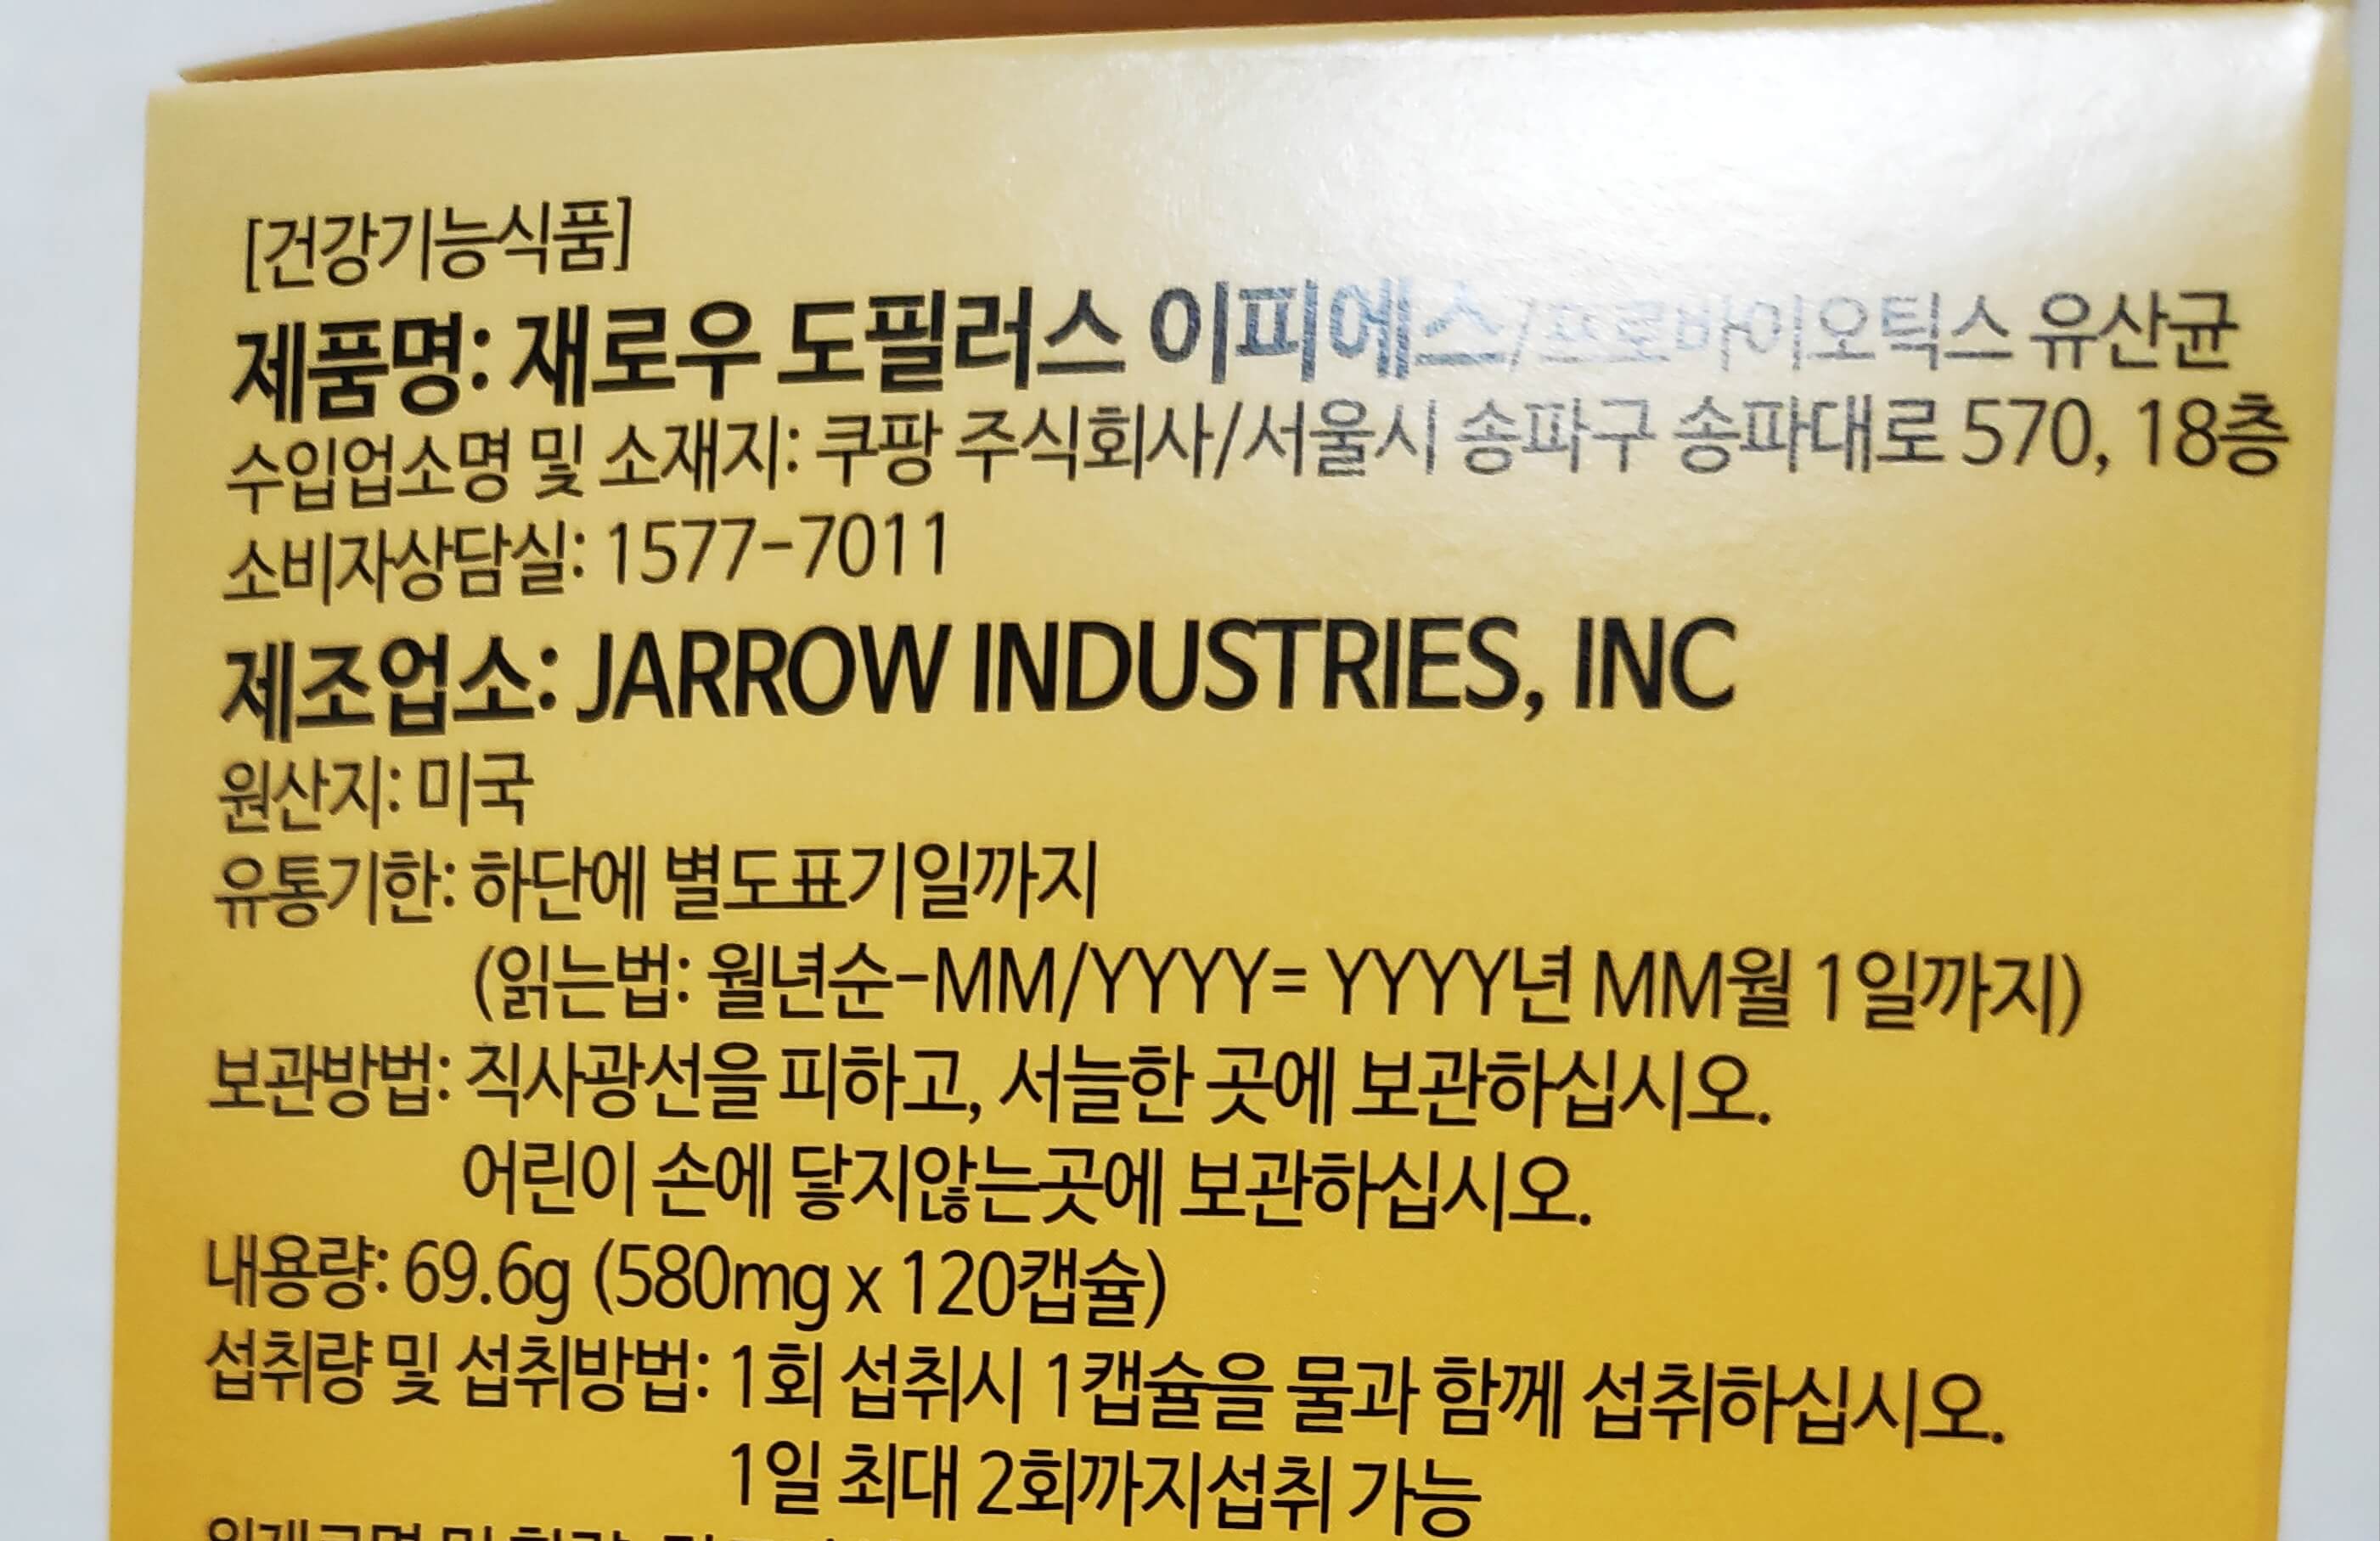 [건강기능식품]
제품명: 재로우 도필러스 이피에스/프로바이오틱스 유산균
수입업소명 및 소재지: 쿠팡 주식회사/서울시 송파구 송파대로 570, 18층
소비자상담실: 1577-7011
제조업소: JARROW INDUSTRIES, INC
원산지: 미국
유통기한: 하단에 별도표기일까지
(읽는법: 월년순-MM/YYYY= YYYY년 MM월 1일까지)
보관방법: 직사광선을 피하고, 서늘한 곳에 보관하십시오.
어린이 손에 닿지않는곳에 보관하십시오.
내용량: 69.6g (580mg x 120캡슐)
섭취량 및 섭취방법: 1회 섭취시 1캡슐을 물과 함께 섭취하십시오.
1일 최대 2회까지섭취 가능